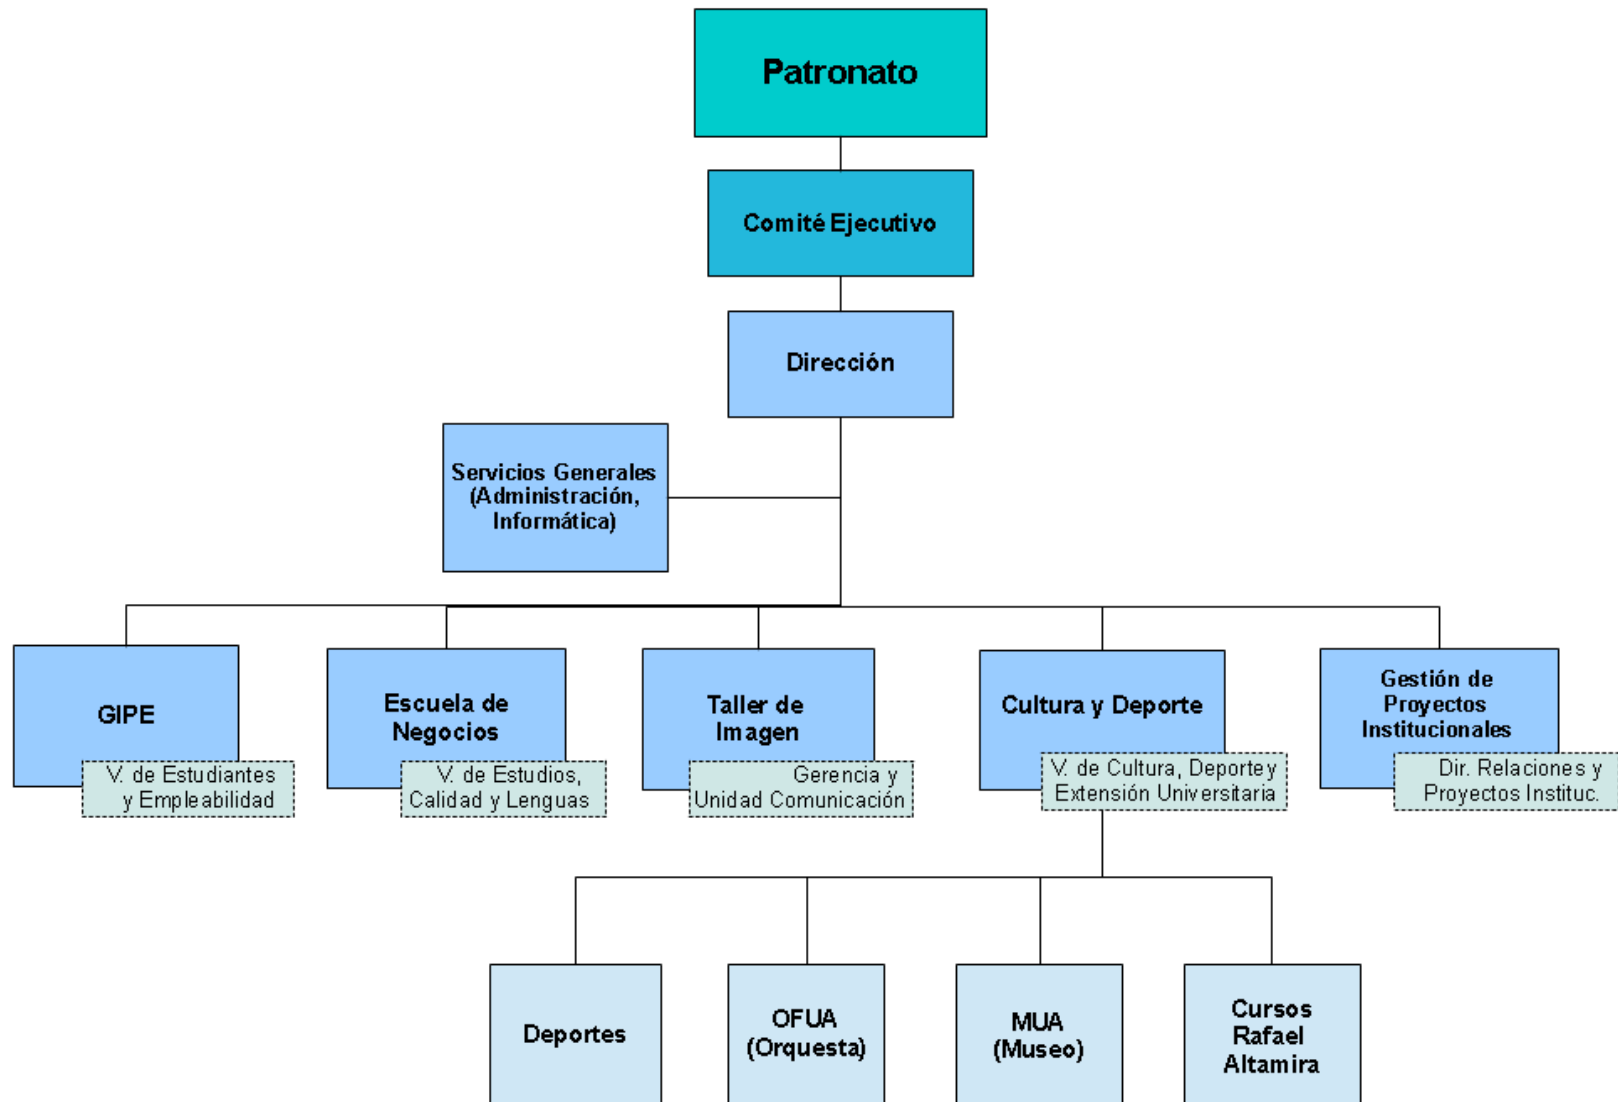 Patronato
Comité Ejecutivo
Dirección
Servicios Generales
(Administración,
Informática)
GIPE
V. de Estudiantes
y Empleabilidad
Escuela de
Negocios
V. de Estudios,
Calidad y Lenguas
Taller de
Imagen
Gerencia y
Unidad Comunicación
Cultura y Deporte
V. de Cultura, Deporte y
Extensión Universitaria
Gestión de
Proyectos
Institucionales
Dir. Relaciones y
Proyectos Instituc.
Deportes
OFUA
(Orquesta)
MUA
(Museo)
Cursos
Rafael
Altamira